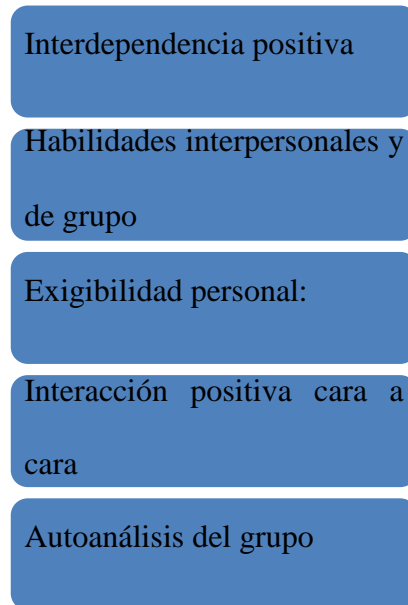 Interdependencia positiva
Habilidades interpersonales y
de grupo
Exigibilidad personal:
Interacción positiva cara a
cara
Autoanálisis del grupo